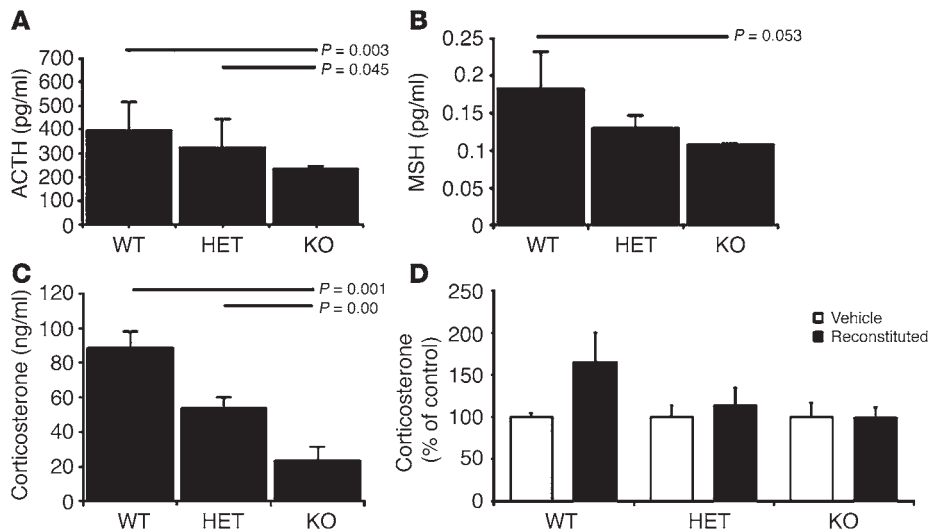 A
ACTH (pg/ml)
700
600
500
400
300
200
100
0
P = 0.003
P = 0.045
WT HET KO
B
MSH (pg/ml)
0.25
0.2
0.15
0.1
0.05
0
P = 0.053
WT HET KO
C
Corticosterone (ng/ml)
120
100
80
60
40
20
0
P = 0.001
P = 0.00
WT HET KO
D
Corticosterone
(% of control)
250
200
150
100
50
0
Vehicle
Reconstituted
WT HET KO